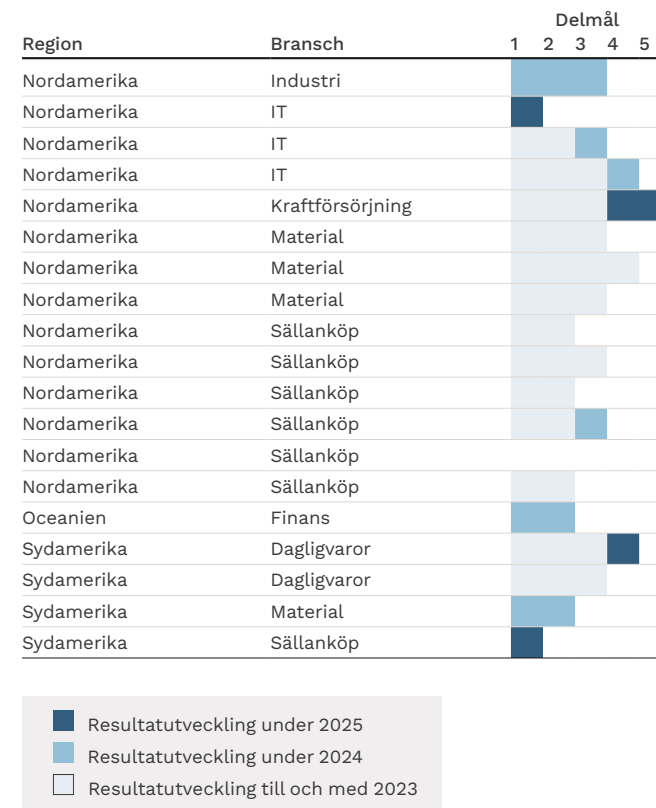 Delmål
Region Bransch 1 2 3 4 5
Nordamerika Industri
Nordamerika IT
Nordamerika IT
Nordamerika IT
Nordamerika Kraftförsörjning
Nordamerika Material
Nordamerika Material
Nordamerika Material
Nordamerika Sällanköp
Nordamerika Sällanköp
Nordamerika Sällanköp
Nordamerika Sällanköp
Nordamerika Sällanköp
Nordamerika Sällanköp
Oceanien Finans
Sydamerika Dagligvaror
Sydamerika Dagligvaror
Sydamerika Material
Sydamerika Sällanköp
Resultatutveckling under 2025
Resultatutveckling under 2024
Resultatutveckling till och med 2023